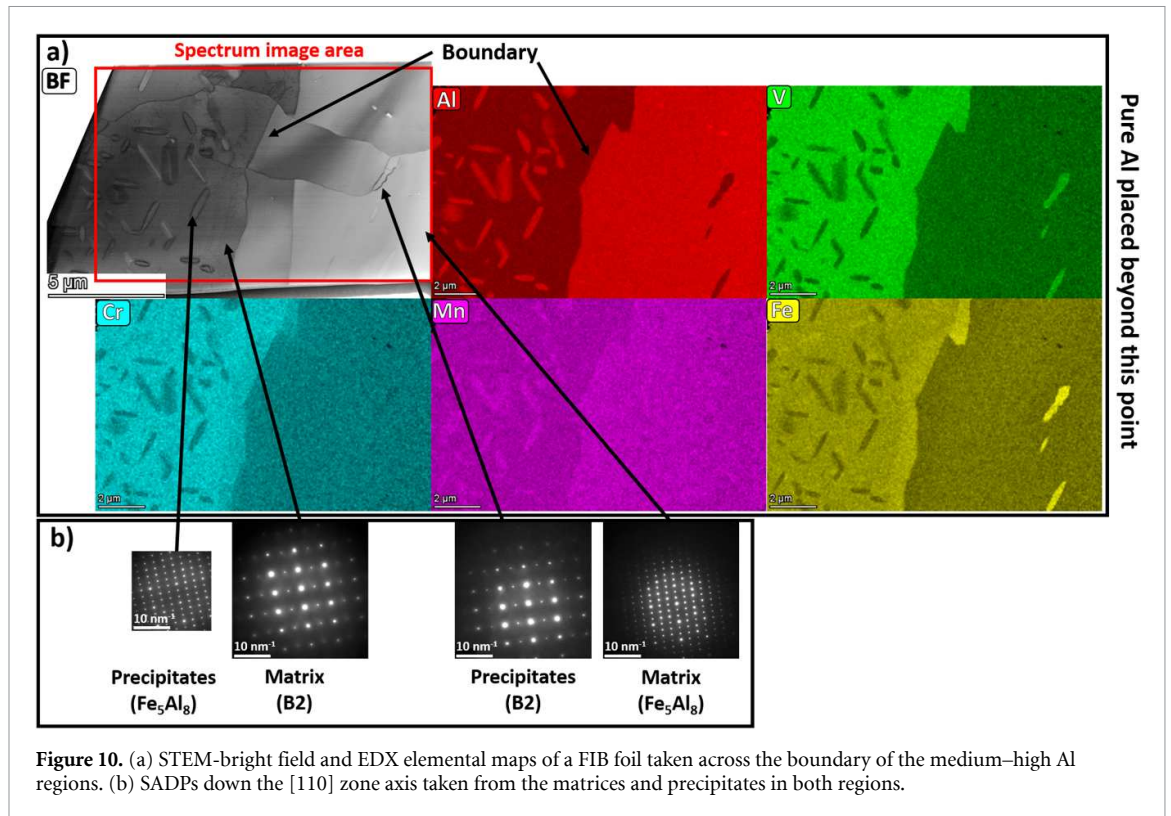 a)
Spectrum image area
Boundary
BF
Al
V
5 µm
2 µm
2 µm
Cr
Mn
Fe
2 µm
2 µm
2 µm
Pure Al placed beyond this point
b)
10 nm⁻¹
10 nm⁻¹
10 nm⁻¹
10 nm⁻¹
Precipitates
(Fe₅Al₈)
Matrix
(B2)
Precipitates
(B2)
Matrix
(Fe₅Al₈)
Figure 10. (a) STEM-bright field and EDX elemental maps of a FIB foil taken across the boundary of the medium–high Al
regions. (b) SADPs down the [110] zone axis taken from the matrices and precipitates in both regions.